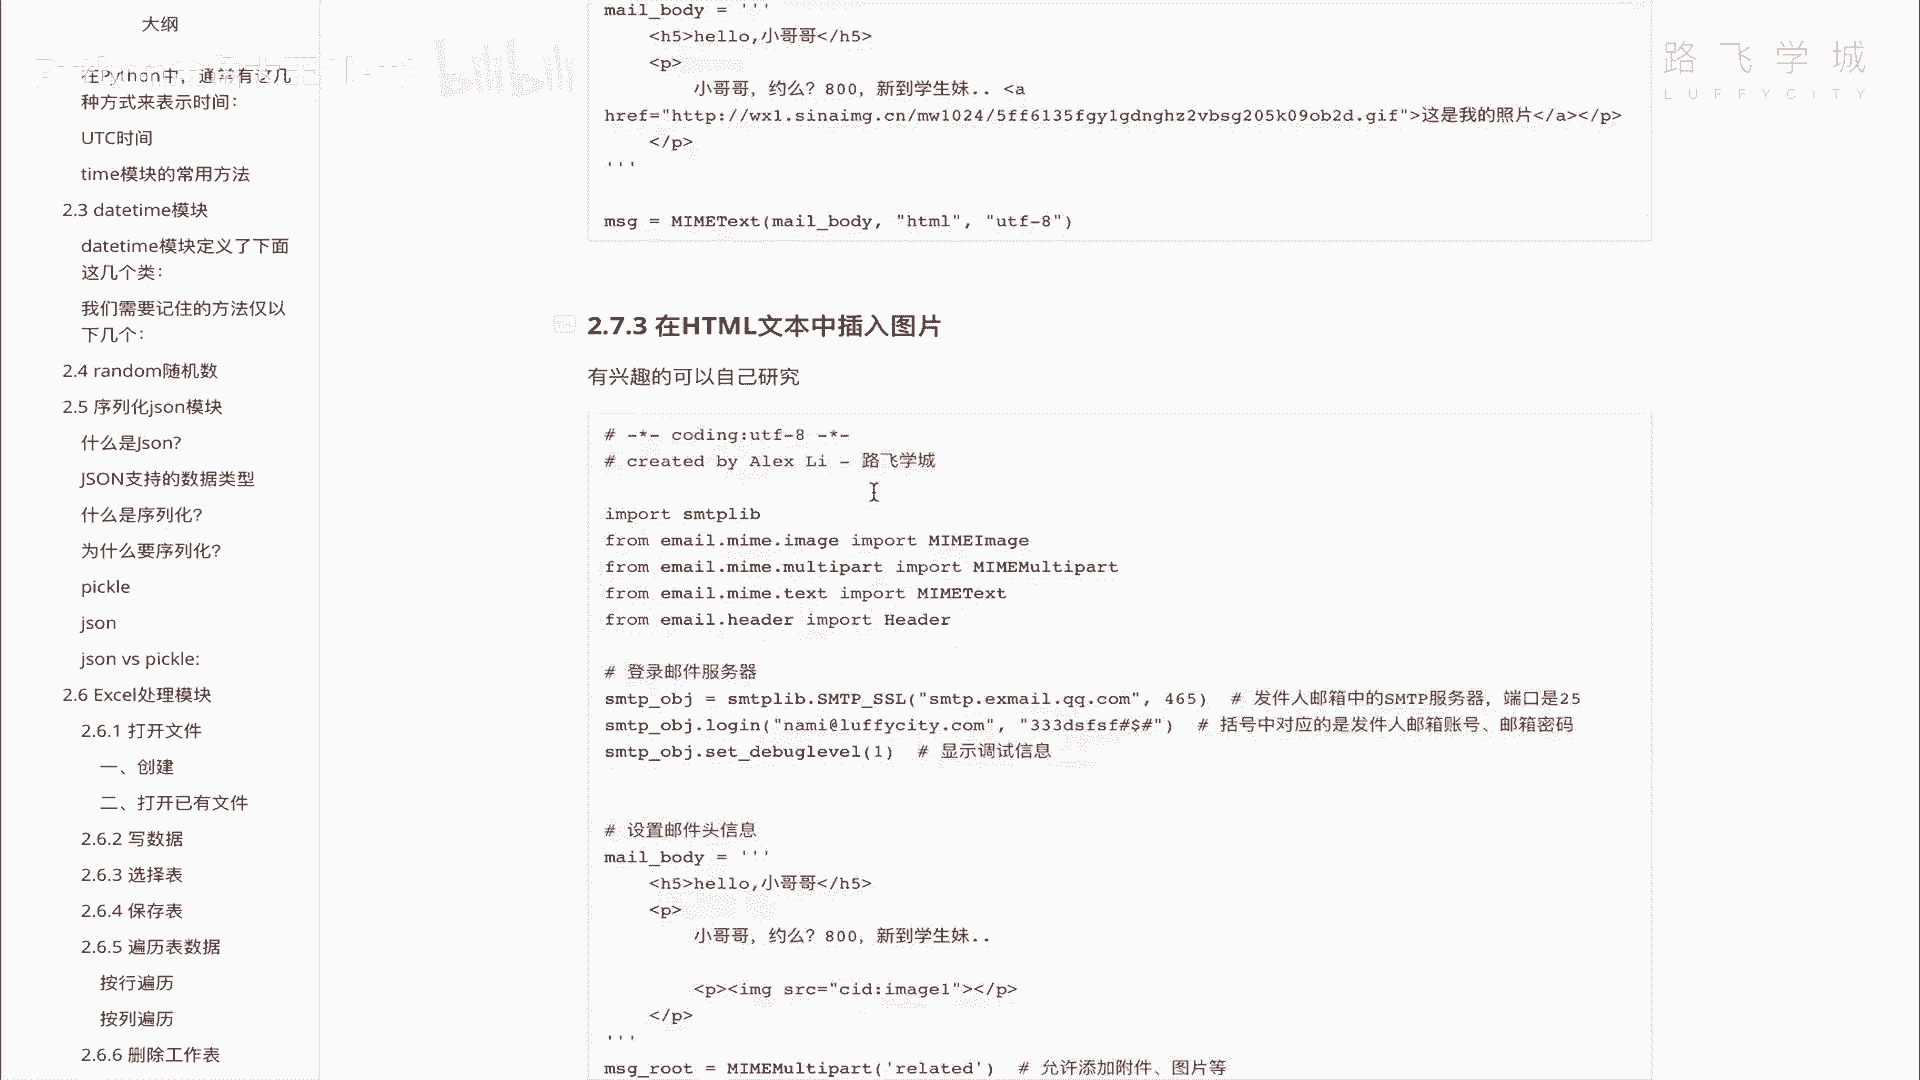 大纲
在Python中，通常有这几
种方式来表示时间：
UTC时间
time模块的常用方法
2.3 datetime模块
datetime模块定义了下面
这几个类：
我们需要记住的方法仅以
下几个：
2.4 random随机数
2.5 序列化json模块
什么是Json?
JSON支持的数据类型
什么是序列化？
为什么要序列化？
pickle
json
json vs pickle:
2.6 Excel处理模块
2.6.1 打开文件
一、创建
二、打开已有文件
2.6.2 写数据
2.6.3 选择表
2.6.4 保存表
2.6.5 遍历表数据
按行遍历
按列遍历
2.6.6 删除工作表
bilibili
路飞学城
LUFFYCITY
mail_body = '''
    <h5>hello,小哥哥</h5>
    <p>
        小哥哥，约么？800，新到学生妹.. <a
href="http://wx1.sinaimg.cn/mw1024/5ff6135fgy1gdnghz2vbsg205k09ob2d.gif">这是我的照片</a></p>
    </p>
'''
msg = MIMEText(mail_body, "html", "utf-8")
2.7.3 在HTML文本中插入图片
有兴趣的可以自己研究
# -*- coding:utf-8 -*-
# created by Alex Li - 路飞学城
import smtplib
from email.mime.image import MIMEImage
from email.mime.multipart import MIMEMultipart
from email.mime.text import MIMEText
from email.header import Header
# 登录邮件服务器
smtp_obj = smtplib.SMTP_SSL("smtp.exmail.qq.com", 465)  # 发件人邮箱中的SMTP服务器，端口是25
smtp_obj.login("nami@luffycity.com", "333dsfsf#$#")  # 括号中对应的是发件人邮箱账号、邮箱密码
smtp_obj.set_debuglevel(1)  # 显示调试信息
# 设置邮件头信息
mail_body = '''
    <h5>hello,小哥哥</h5>
    <p>
        小哥哥，约么？800，新到学生妹..
        <p><img src="cid:image1"></p>
    </p>
'''
msg_root = MIMEMultipart('related')  # 允许添加附件、图片等